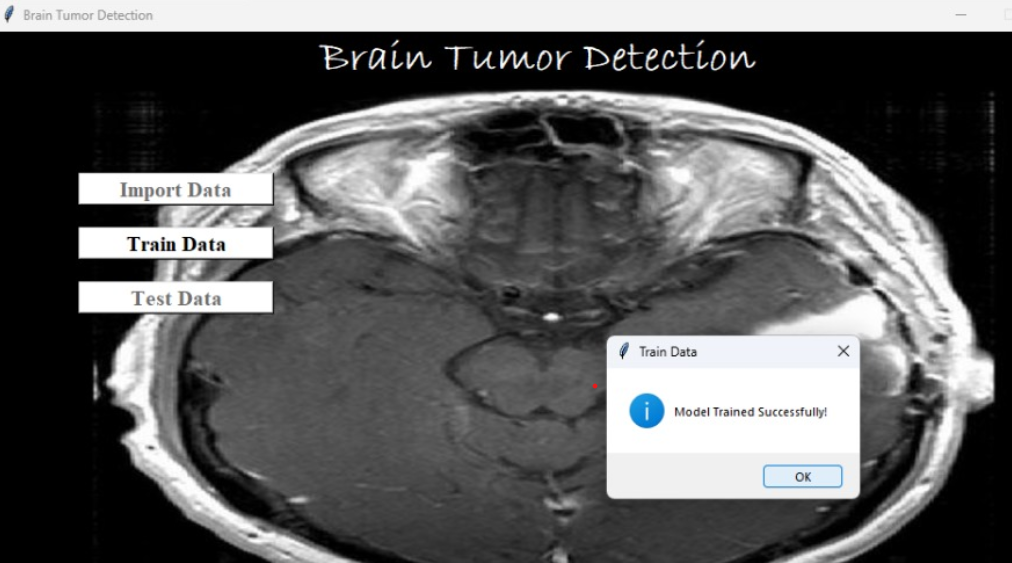 Brain Tumor Detection
Brain Tumor Detection
Import Data
Train Data
Test Data
Train Data
Model Trained Successfully!
OK